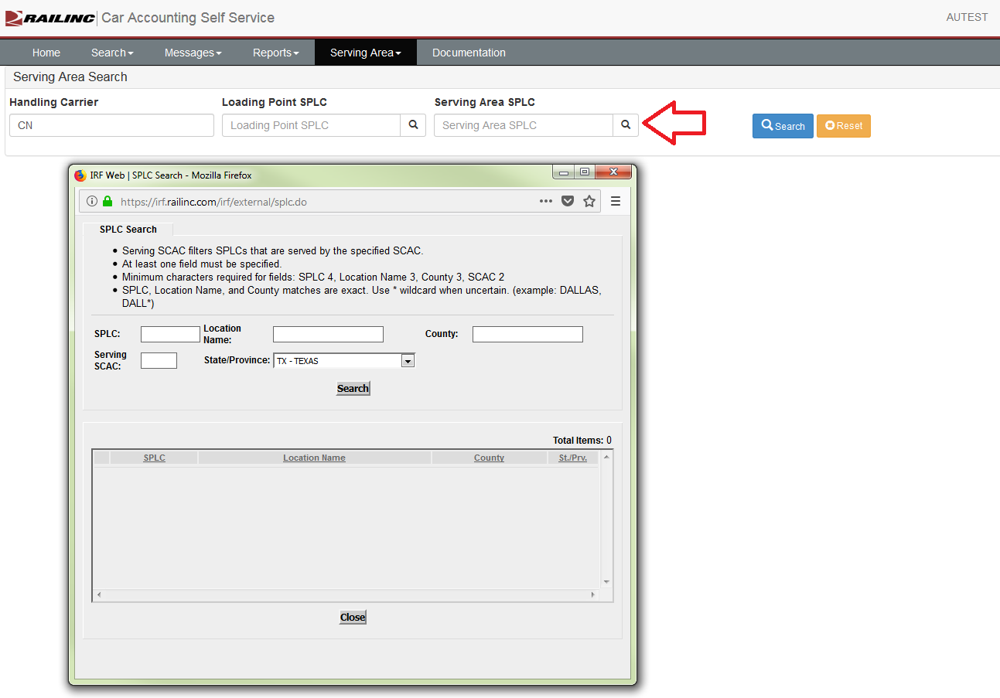 RAILINC Car Accounting Self Service AUTEST
Home Search Messages Reports Serving Area Documentation
Serving Area Search
Handling Carrier Loading Point SPLC Serving Area SPLC
CN Loading Point SPLC Serving Area SPLC Search Reset
IRF Web | SPLC Search - Mozilla Firefox
https://irf.railinc.com/irf/external/splc.do
SPLC Search
• Serving SCAC filters SPLCs that are served by the specified SCAC.
• At least one field must be specified.
• Minimum characters required for fields: SPLC 4, Location Name 3, County 3, SCAC 2
• SPLC, Location Name, and County matches are exact. Use * wildcard when uncertain. (example: DALLAS,
DALL*)
SPLC: Location Name: County:
Serving SCAC: State/Province: TX - TEXAS
Search
Total Items: 0
SPLC Location Name County St./Prv.
Close